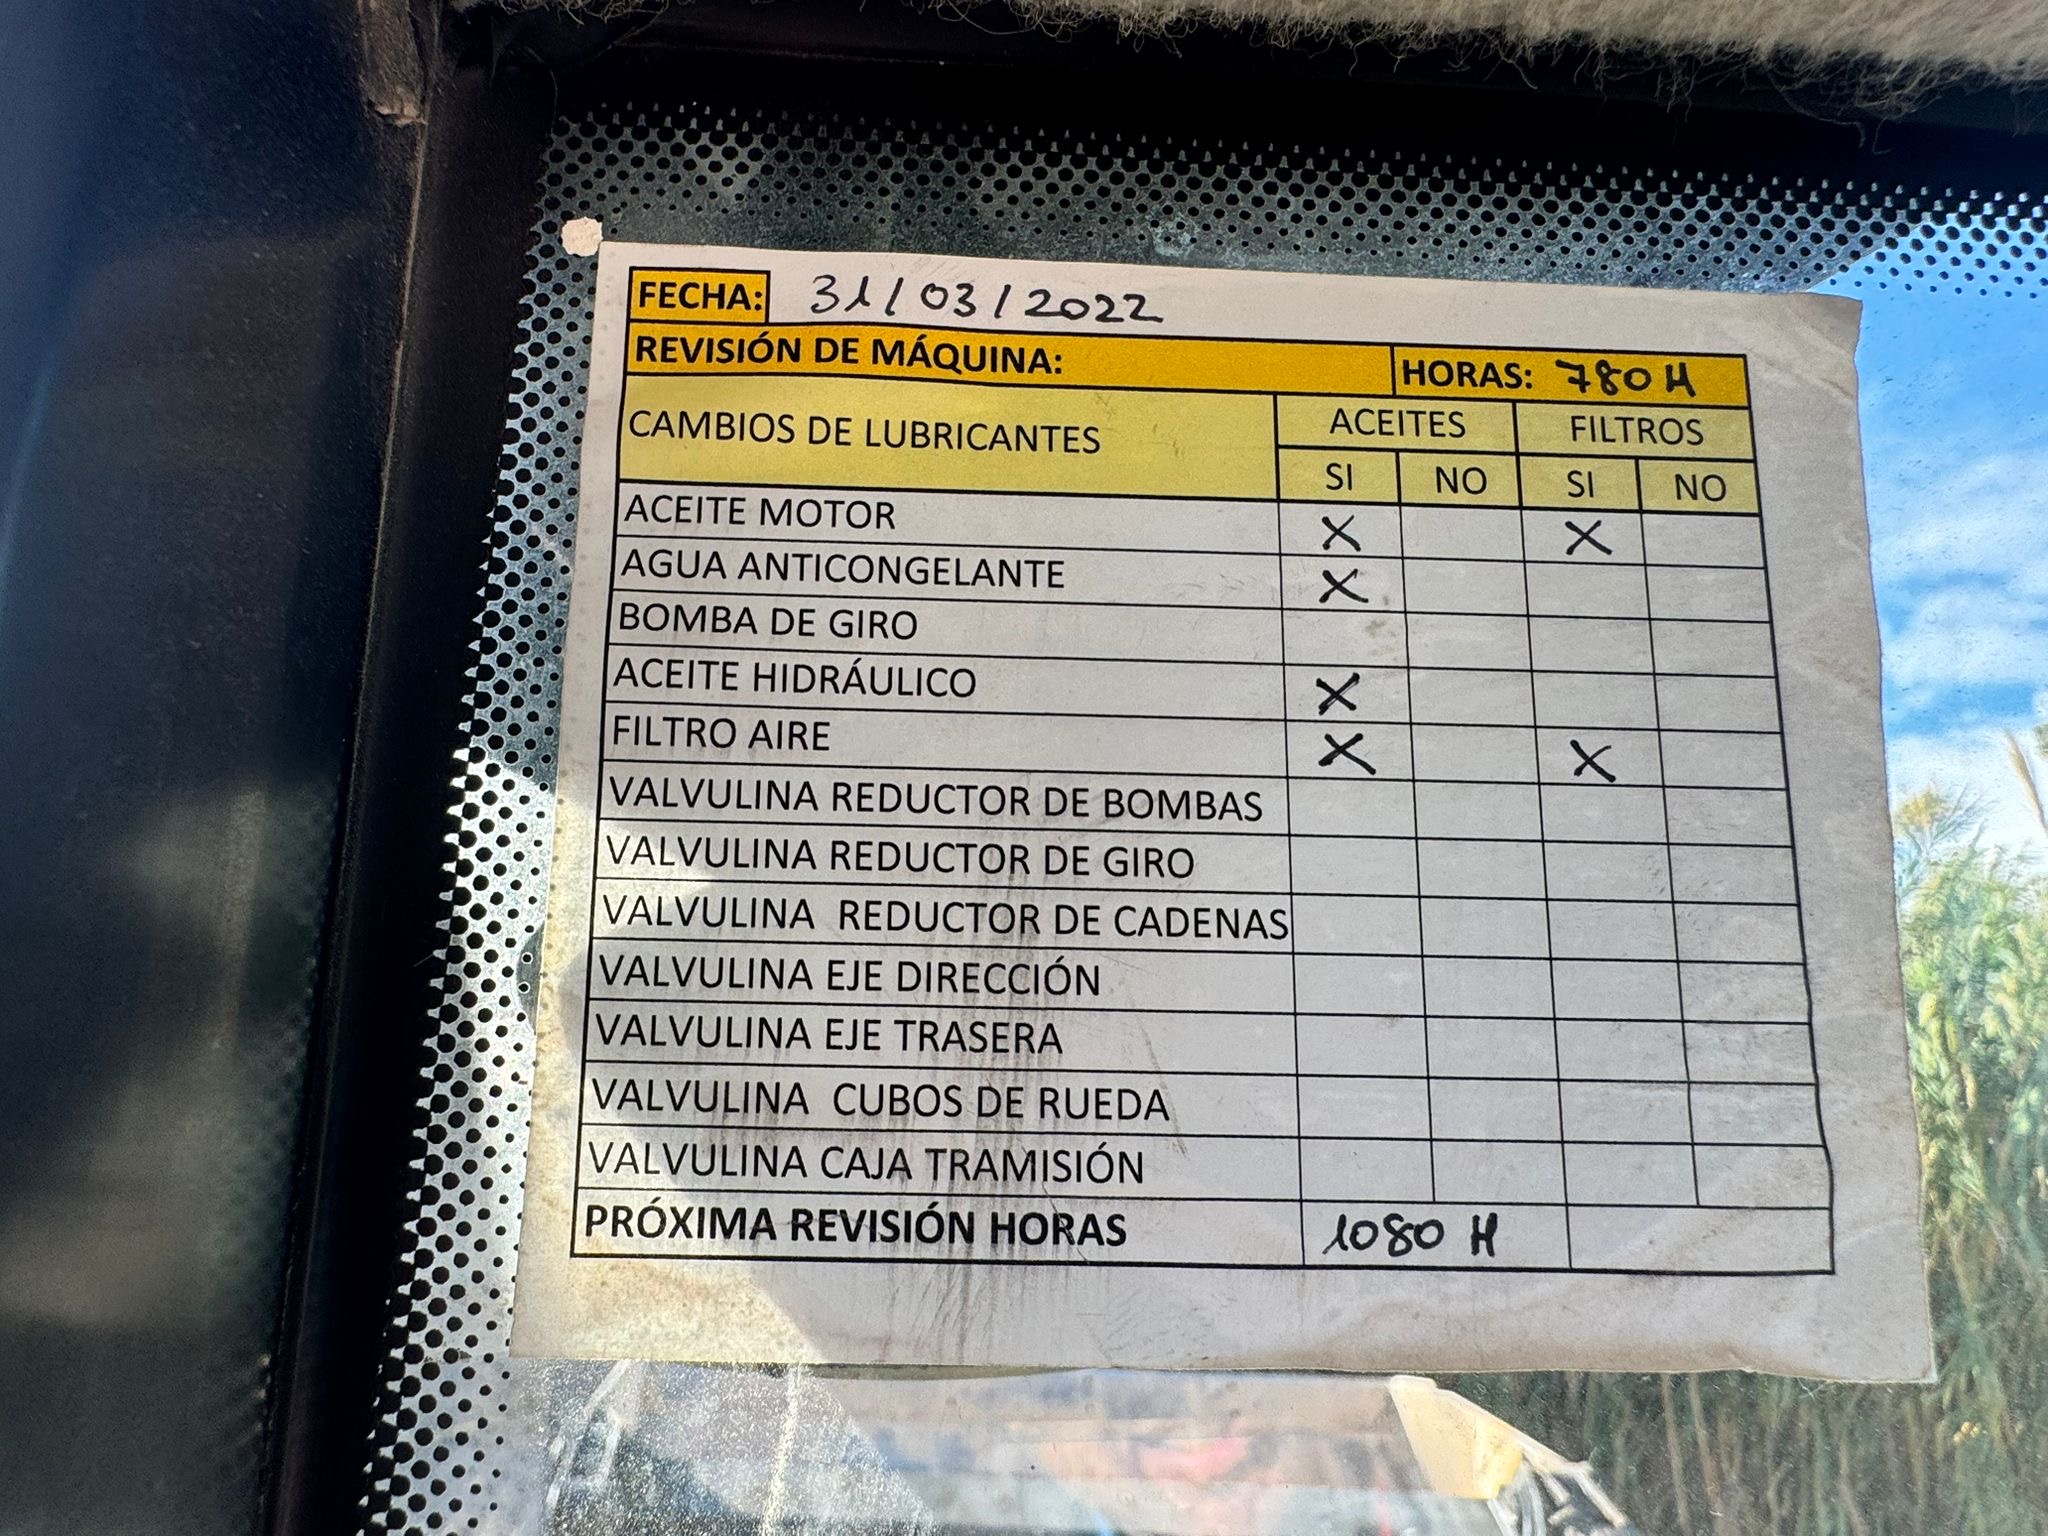 FECHA: 31/03/2022
REVISIÓN DE MÁQUINA: HORAS: 780 H
CAMBIOS DE LUBRICANTES ACEITES FILTROS
SI NO SI NO
ACEITE MOTOR X X
AGUA ANTICONGELANTE X
BOMBA DE GIRO
ACEITE HIDRÁULICO X
FILTRO AIRE X X
VALVULINA REDUCTOR DE BOMBAS
VALVULINA REDUCTOR DE GIRO
VALVULINA REDUCTOR DE CADENAS
VALVULINA EJE DIRECCIÓN
VALVULINA EJE TRASERA
VALVULINA CUBOS DE RUEDA
VALVULINA CAJA TRAMISIÓN
PRÓXIMA REVISIÓN HORAS 1080 H